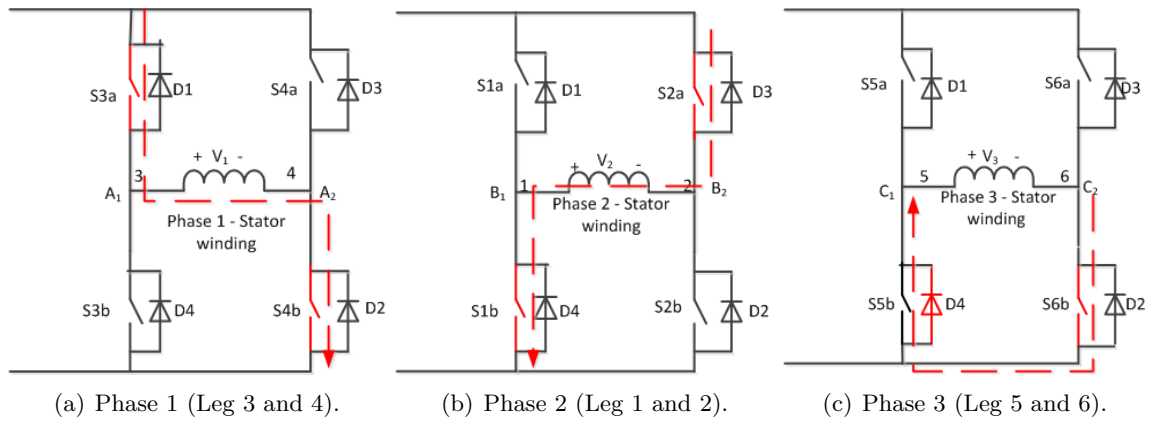 S3a
D1
S4a
D3
3
+ V₁ -
4
A₁
A₂
Phase 1 - Stator
winding
S3b
D4
S4b
D2
(a) Phase 1 (Leg 3 and 4).
S1a
D1
S2a
D3
+ V₂ -
B₁
1
2
B₂
Phase 2 - Stator
winding
S1b
D4
S2b
D2
(b) Phase 2 (Leg 1 and 2).
S5a
D1
S6a
D3
+ V₃ -
5
6
C₁
C₂
Phase 3 - Stator
winding
S5b
D4
S6b
D2
(c) Phase 3 (Leg 5 and 6).